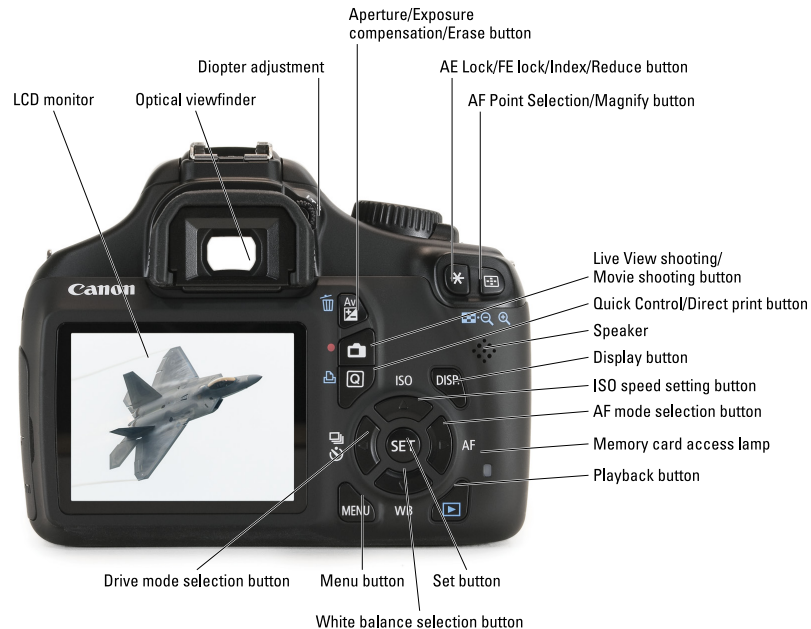 Aperture/Exposure
compensation/Erase button
Diopter adjustment
AE Lock/FE lock/Index/Reduce button
LCD monitor
Optical viewfinder
AF Point Selection/Magnify button
Live View shooting/
Movie shooting button
Canon
Av
Quick Control/Direct print button
Speaker
Display button
Q
ISO
DISP.
ISO speed setting button
AF mode selection button
SET
AF
Memory card access lamp
Playback button
MENU
WB
Drive mode selection button
Menu button
Set button
White balance selection button